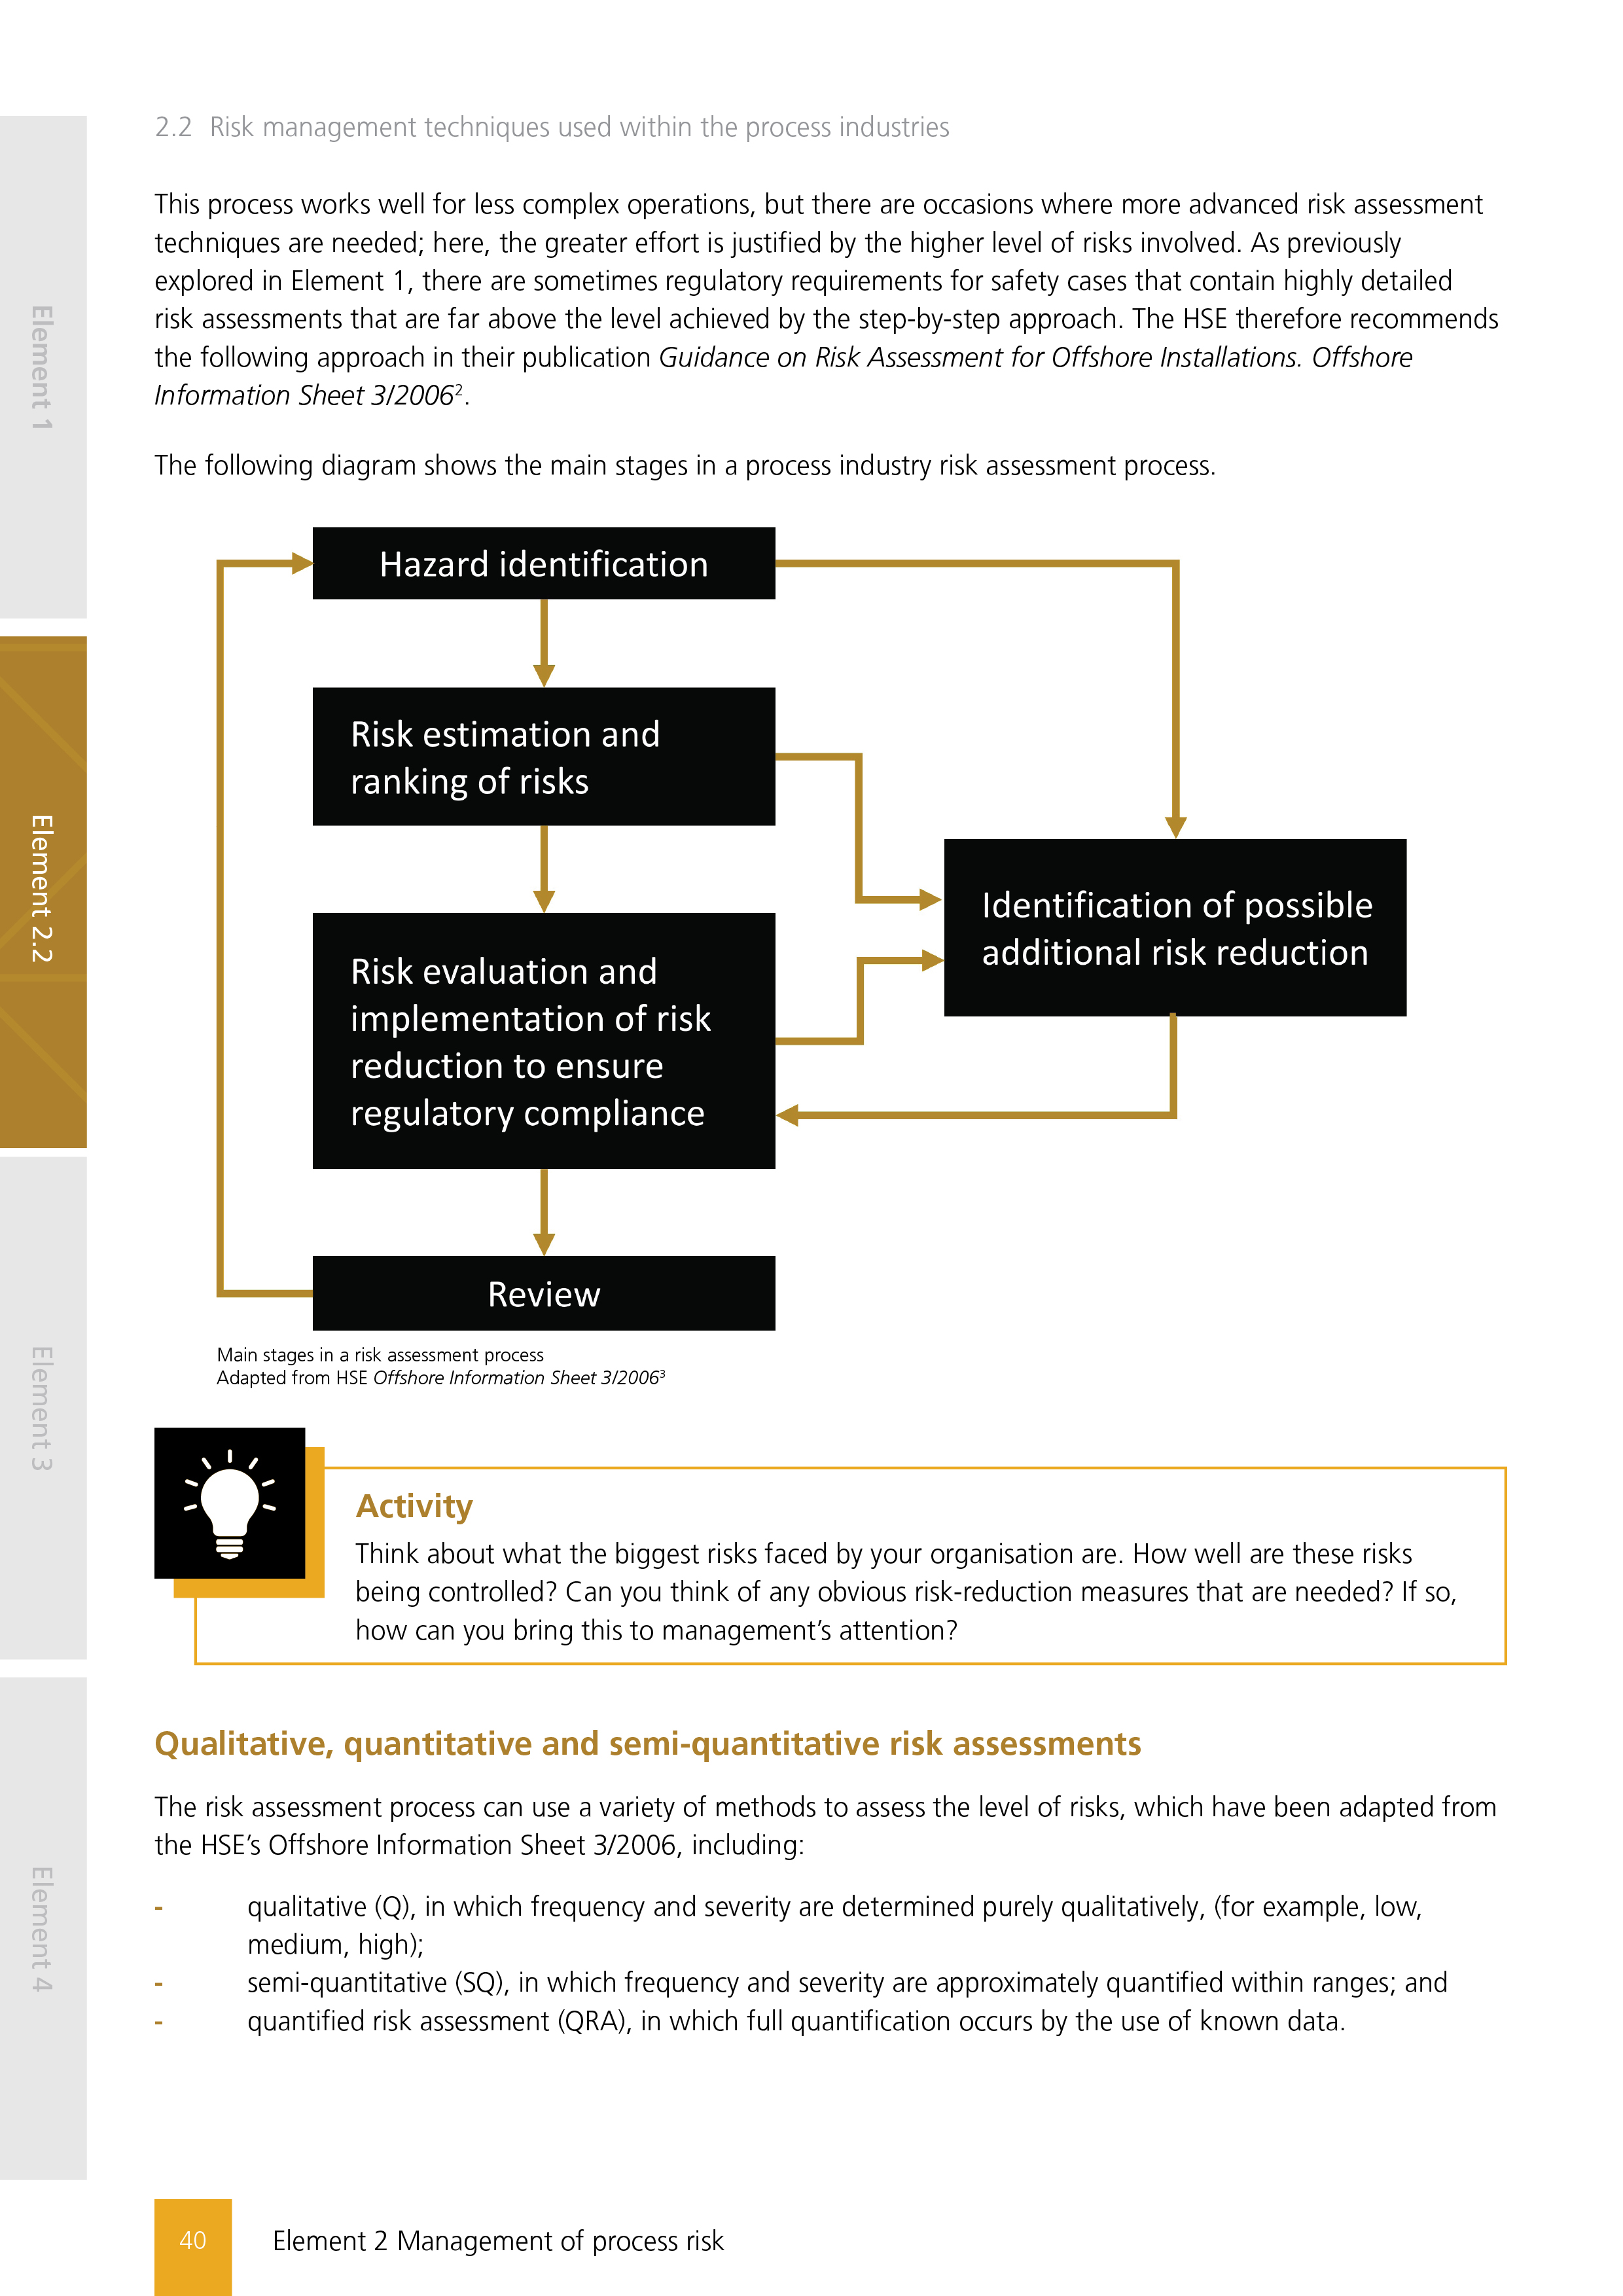 2.2 Risk management techniques used within the process industries
This process works well for less complex operations, but there are occasions where more advanced risk assessment
techniques are needed; here, the greater effort is justified by the higher level of risks involved. As previously
explored in Element 1, there are sometimes regulatory requirements for safety cases that contain highly detailed
risk assessments that are far above the level achieved by the step-by-step approach. The HSE therefore recommends
the following approach in their publication Guidance on Risk Assessment for Offshore Installations. Offshore
Information Sheet 3/2006².
The following diagram shows the main stages in a process industry risk assessment process.
Hazard identification
Risk estimation and
ranking of risks
Identification of possible
additional risk reduction
Risk evaluation and
implementation of risk
reduction to ensure
regulatory compliance
Review
Main stages in a risk assessment process
Adapted from HSE Offshore Information Sheet 3/2006³
Activity
Think about what the biggest risks faced by your organisation are. How well are these risks
being controlled? Can you think of any obvious risk-reduction measures that are needed? If so,
how can you bring this to management’s attention?
Qualitative, quantitative and semi-quantitative risk assessments
The risk assessment process can use a variety of methods to assess the level of risks, which have been adapted from
the HSE’s Offshore Information Sheet 3/2006, including:
- qualitative (Q), in which frequency and severity are determined purely qualitatively, (for example, low,
medium, high);
- semi-quantitative (SQ), in which frequency and severity are approximately quantified within ranges; and
- quantified risk assessment (QRA), in which full quantification occurs by the use of known data.
40
Element 2 Management of process risk
Element 1
Element 2.2
Element 3
Element 4